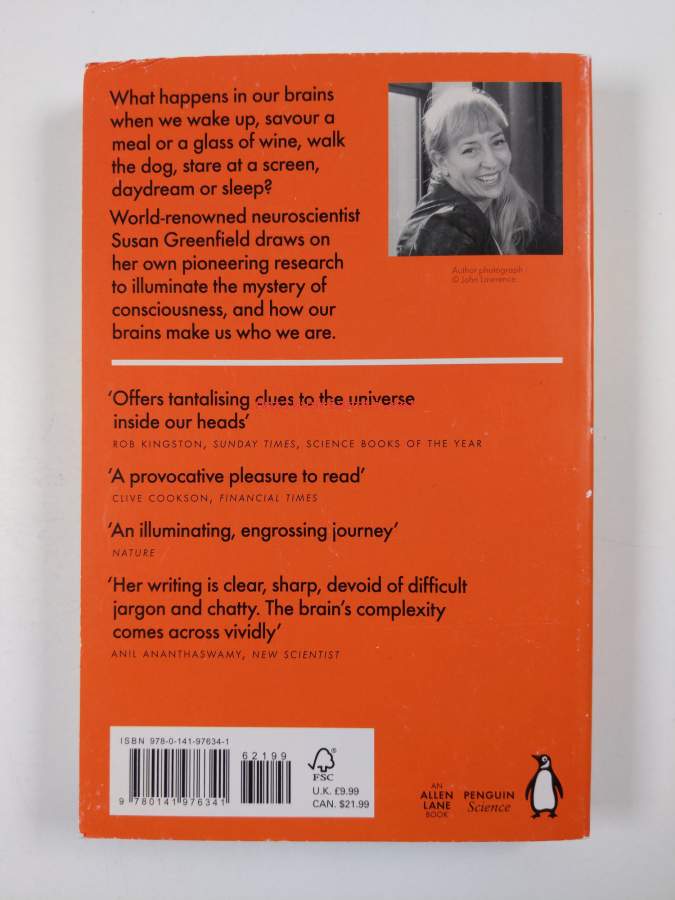 What happens in our brains
when we wake up, savour a
meal or a glass of wine, walk
the dog, stare at a screen,
daydream or sleep?
World-renowned neuroscientist
Susan Greenfield draws on
her own pioneering research
to illuminate the mystery of
consciousness, and how our
brains make us who we are.
Author photograph
© John Lawrence
‘Offers tantalising clues to the universe
inside our heads’
ROB KINGSTON, SUNDAY TIMES, SCIENCE BOOKS OF THE YEAR
‘A provocative pleasure to read’
CLIVE COOKSON, FINANCIAL TIMES
‘An illuminating, engrossing journey’
NATURE
‘Her writing is clear, sharp, devoid of difficult
jargon and chatty. The brain’s complexity
comes across vividly’
ANIL ANANTHASWAMY, NEW SCIENTIST
ISBN 978-0-141-97634-1
62199
9 780141 976341
FSC
U.K. £9.99
CAN. $21.99
AN
ALLEN
LANE
BOOK
PENGUIN
Science